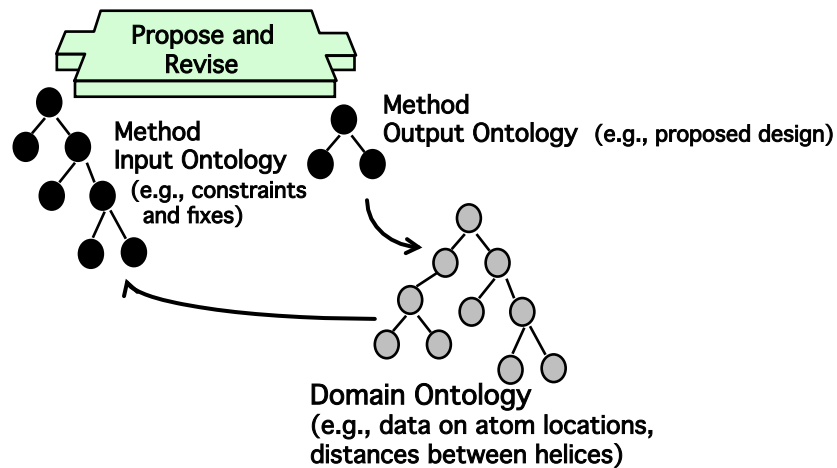 Propose and
Revise
Method
Input Ontology
(e.g., constraints
and fixes)
Method
Output Ontology (e.g., proposed design)
Domain Ontology
(e.g., data on atom locations,
distances between helices)